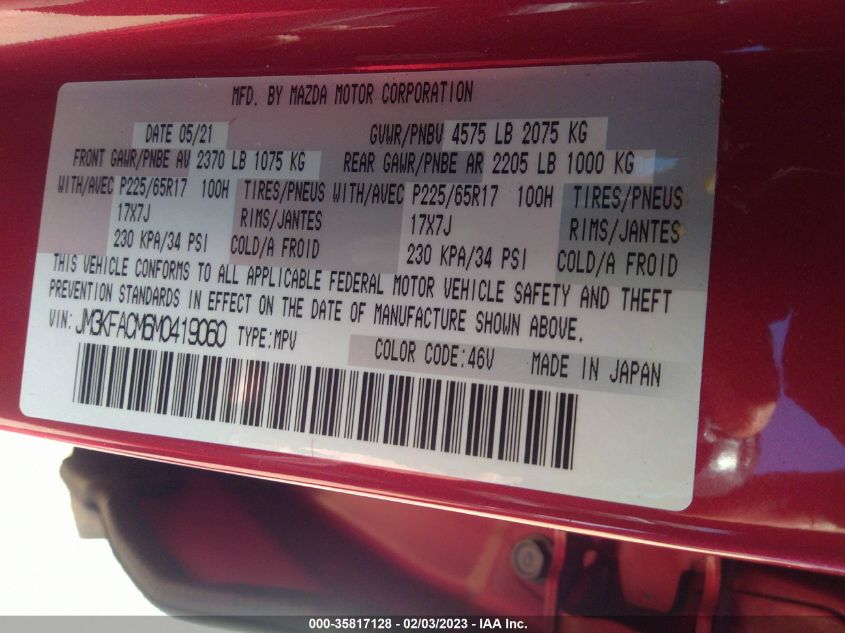 MFD. BY MAZDA MOTOR CORPORATION
DATE 05/21 GVWR/PNBV 4575 LB 2075 KG
FRONT GAWR/PNBE AV 2370 LB 1075 KG REAR GAWR/PNBE AR 2205 LB 1000 KG
WITH/AVEC P225/65R17 100H TIRES/PNEUS WITH/AVEC P225/65R17 100H TIRES/PNEUS
17X7J RIMS/JANTES 17X7J RIMS/JANTES
230 KPA/34 PSI COLD/A FROID 230 KPA/34 PSI COLD/A FROID
THIS VEHICLE CONFORMS TO ALL APPLICABLE FEDERAL MOTOR VEHICLE SAFETY AND THEFT
PREVENTION STANDARDS IN EFFECT ON THE DATE OF MANUFACTURE SHOWN ABOVE.
VIN: JM3KFACM6M0419060 TYPE:MPV COLOR CODE:46V MADE IN JAPAN
000-35817128 - 02/03/2023 - IAA Inc.